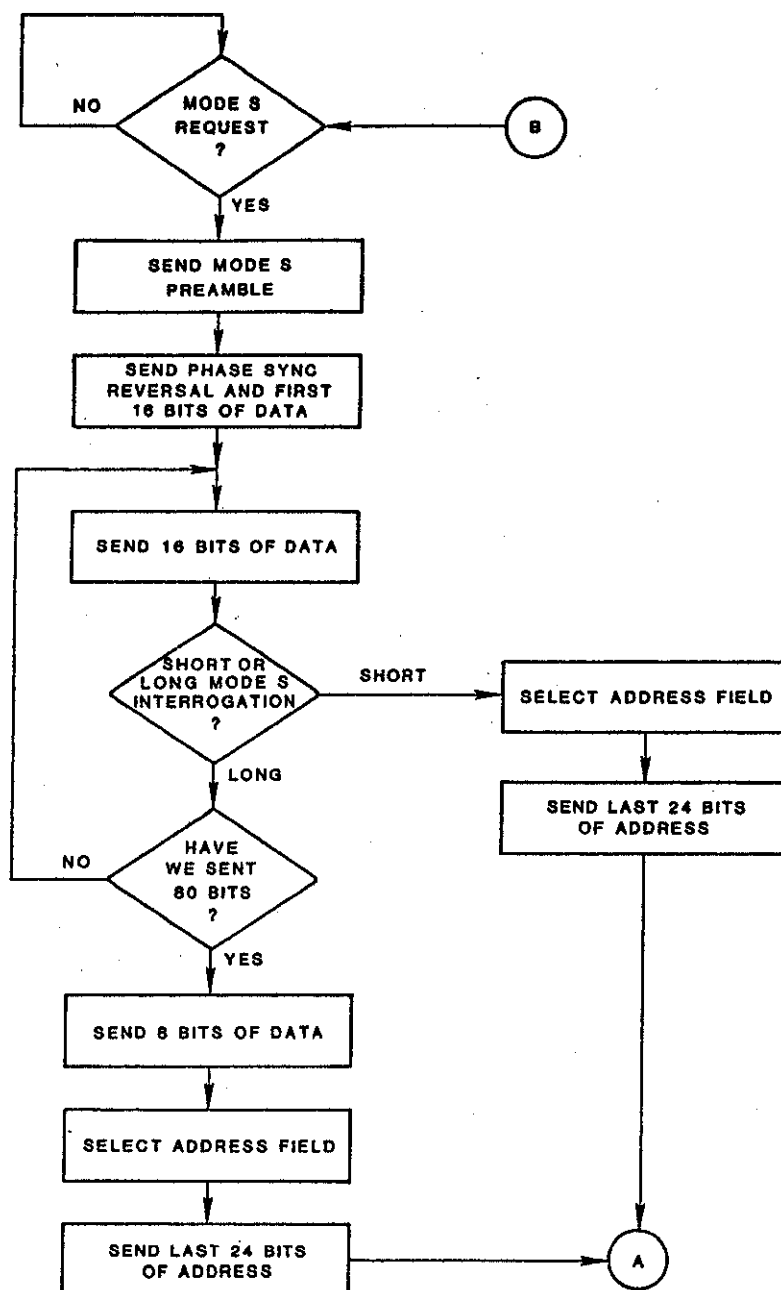 MODE S
REQUEST
?
NO
B
YES
SEND MODE S
PREAMBLE
SEND PHASE SYNC
REVERSAL AND FIRST
16 BITS OF DATA
SEND 16 BITS OF DATA
SHORT OR
LONG MODE S
INTERROGATION
?
SHORT
SELECT ADDRESS FIELD
SEND LAST 24 BITS
OF ADDRESS
LONG
HAVE
WE SENT
80 BITS
?
NO
YES
SEND 8 BITS OF DATA
SELECT ADDRESS FIELD
SEND LAST 24 BITS
OF ADDRESS
A